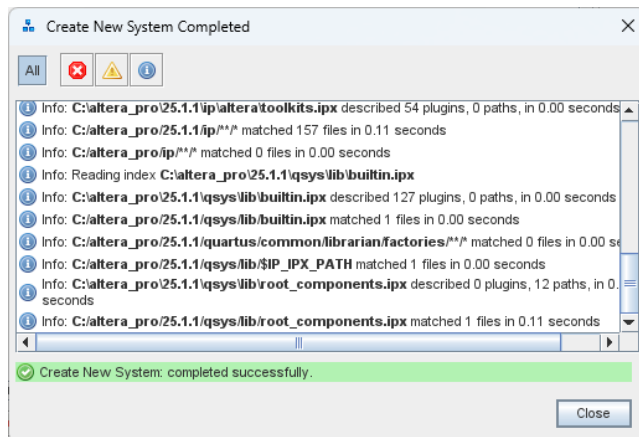 Create New System Completed
All
Info: C:\altera_pro\25.1.1\ip\altera\toolkits.ipx described 54 plugins, 0 paths, in 0.00 seconds
Info: C:/altera_pro/25.1.1/ip/**/* matched 157 files in 0.11 seconds
Info: C:/altera_pro/ip/**/* matched 0 files in 0.00 seconds
Info: Reading index C:\altera_pro\25.1.1\qsys\lib\builtin.ipx
Info: C:\altera_pro\25.1.1\qsys\lib\builtin.ipx described 127 plugins, 0 paths, in 0.00 seconds
Info: C:/altera_pro/25.1.1/qsys/lib/builtin.ipx matched 1 files in 0.00 seconds
Info: C:/altera_pro/25.1.1/quartus/common/librarian/factories/**/* matched 0 files in 0.00 se
Info: C:/altera_pro/25.1.1/qsys/lib/$IP_IPX_PATH matched 1 files in 0.00 seconds
Info: C:\altera_pro\25.1.1\qsys\lib\root_components.ipx described 0 plugins, 12 paths, in 0.
seconds
Info: C:/altera_pro/25.1.1/qsys/lib/root_components.ipx matched 1 files in 0.11 seconds
Create New System: completed successfully.
Close